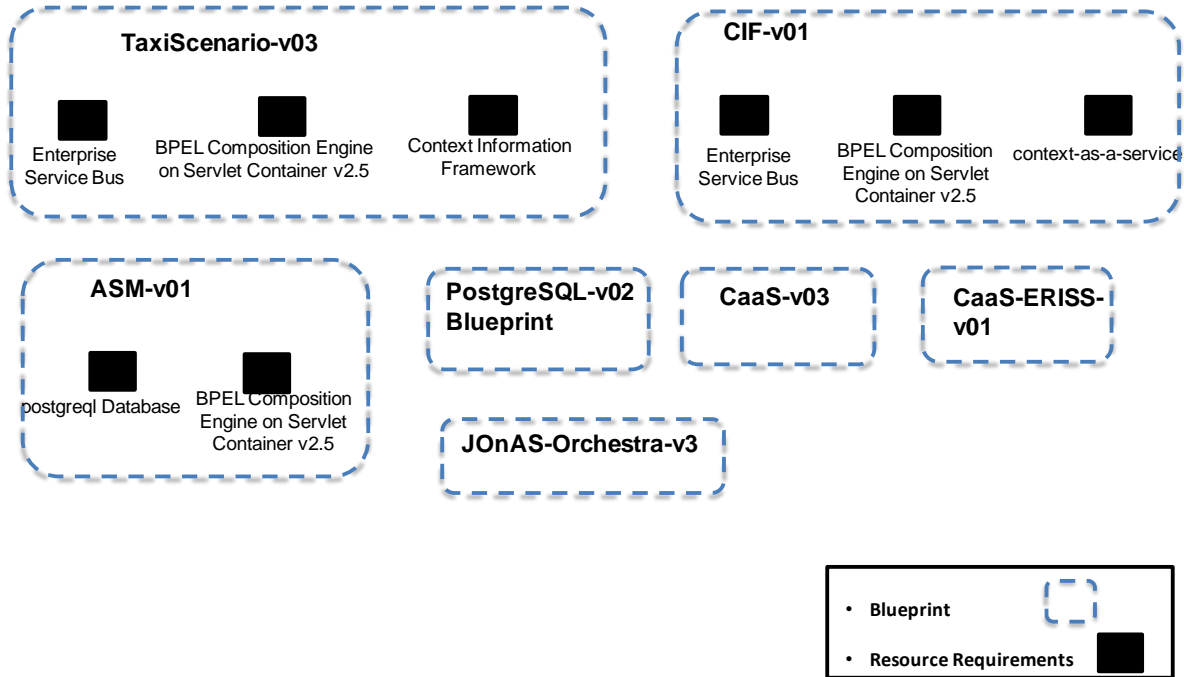 TaxiScenario-v03
Enterprise
Service Bus
BPEL Composition Engine
on Servlet Container v2.5
Context Information
Framework
CIF-v01
Enterprise
Service Bus
BPEL Composition
Engine on Servlet
Container v2.5
context-as-a-service
ASM-v01
postgreql Database
BPEL Composition
Engine on Servlet
Container v2.5
PostgreSQL-v02
Blueprint
CaaS-v03
CaaS-ERISS-
v01
JOnAS-Orchestra-v3
• Blueprint
• Resource Requirements